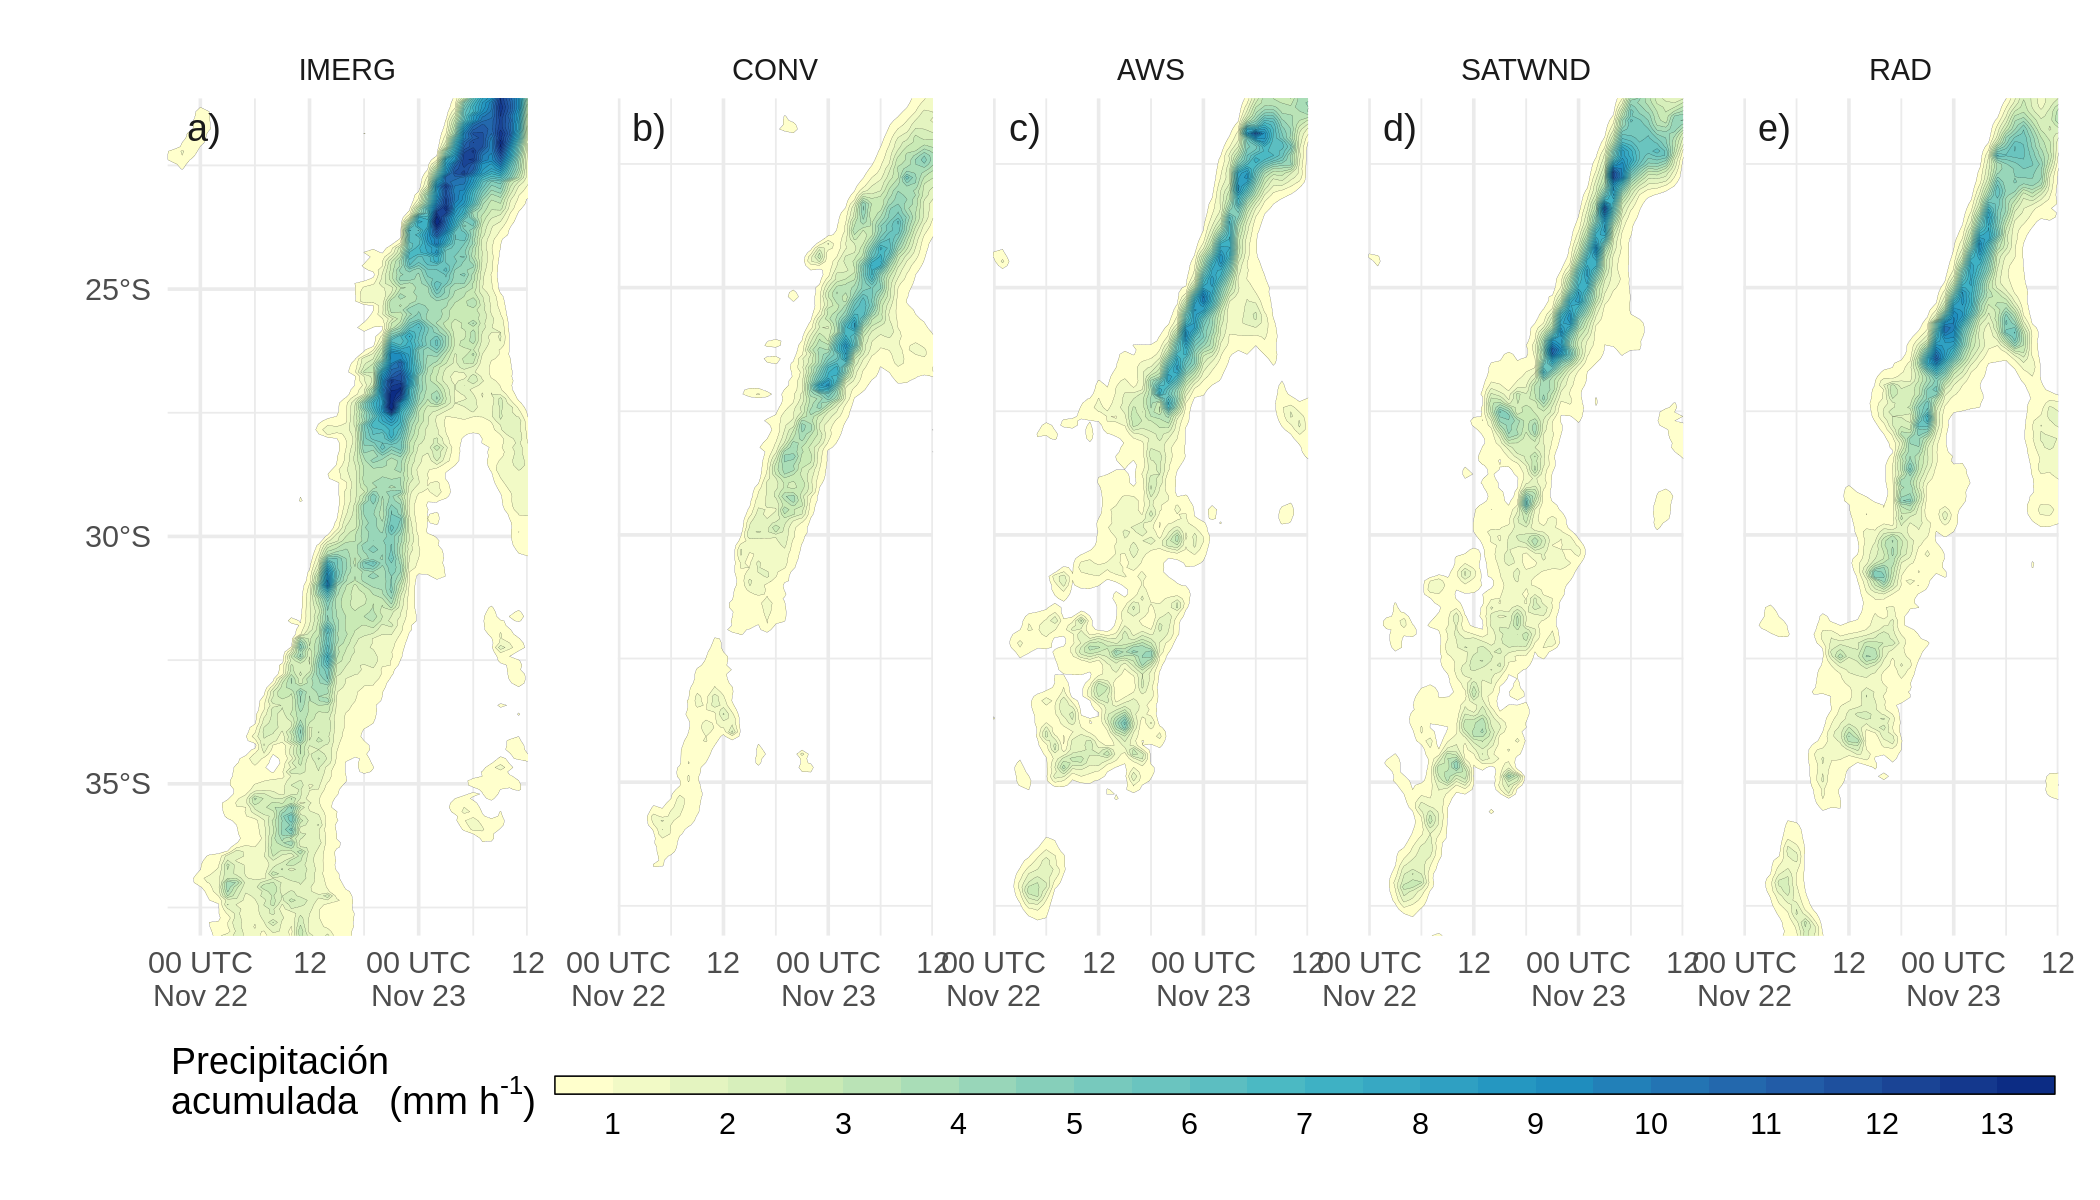 IMERG CONV AWS SATWND RAD
a) b) c) d) e)
25°S
30°S
35°S
00 UTC 12 00 UTC 12 00 UTC 12 00 UTC 12 00 UTC 12 00 UTC 12 00 UTC 12 00 UTC 12 00 UTC 12 00 UTC 12
Nov 22 Nov 23 Nov 22 Nov 23 Nov 22 Nov 23 Nov 22 Nov 23 Nov 22 Nov 23
Precipitación
acumulada (mm h-1)
1 2 3 4 5 6 7 8 9 10 11 12 13